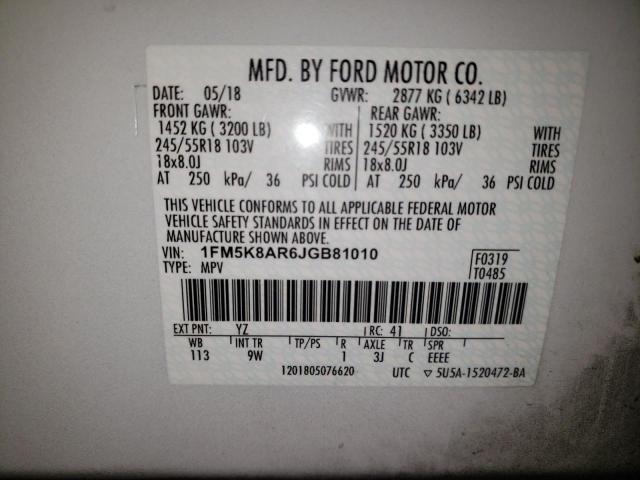 MFD. BY FORD MOTOR CO.
DATE: 05/18 GVWR: 2877 KG ( 6342 LB)
FRONT GAWR: REAR GAWR:
1452 KG ( 3200 LB) WITH 1520 KG ( 3350 LB) WITH
245/55R18 103V TIRES 245/55R18 103V TIRES
18x8.0J RIMS 18x8.0J RIMS
AT 250 kPa/ 36 PSI COLD AT 250 kPa/ 36 PSI COLD
THIS VEHICLE CONFORMS TO ALL APPLICABLE FEDERAL MOTOR
VEHICLE SAFETY STANDARDS IN EFFECT ON THE DATE OF
MANUFACTURE SHOWN ABOVE.
VIN: 1FM5K8AR6JGB81010 F0319
TYPE: MPV T0485
EXT PNT: YZ RC: 41 DSO:
WB INT TR TP/PS R AXLE TR SPR
113 9W 1 3J C EEEE
1201805076620 UTC ▽ 5U5A-1520472-BA